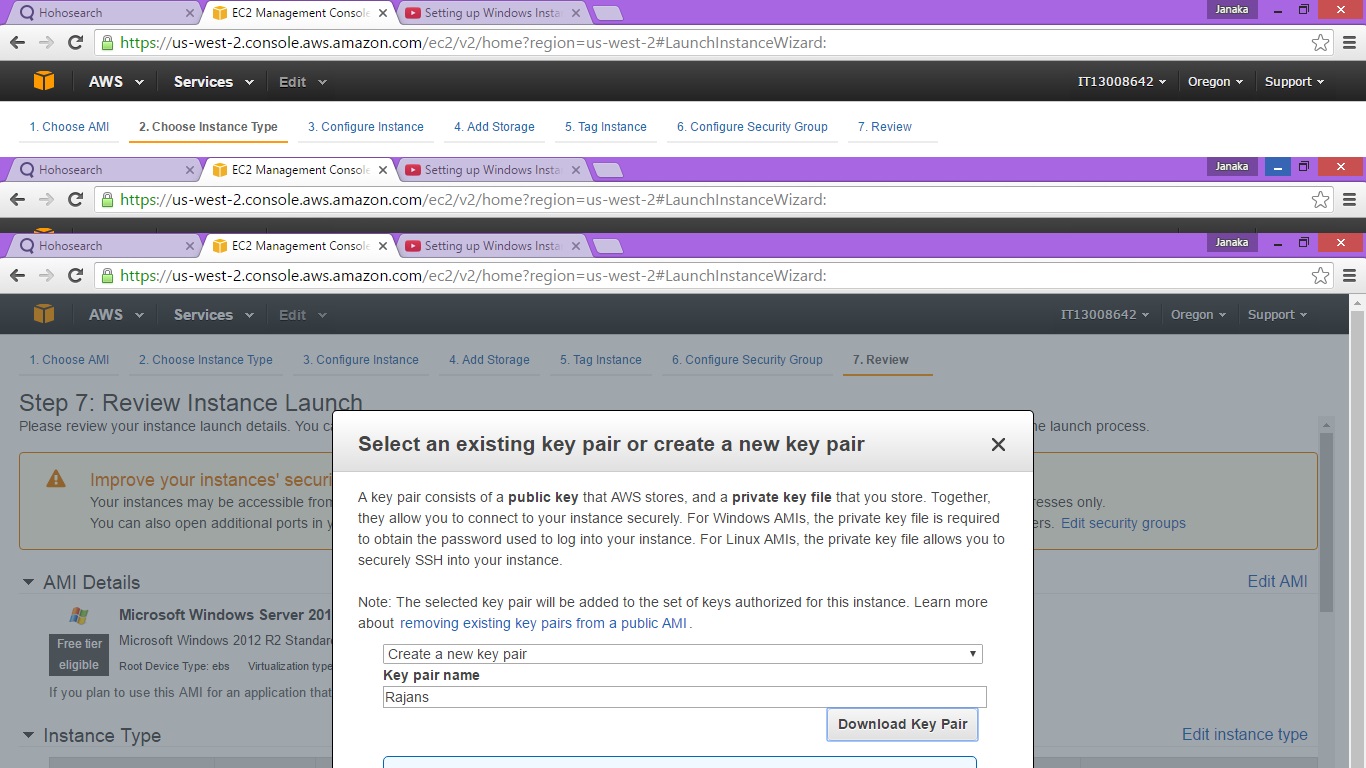 Hohosearch EC2 Management Console Setting up Windows Insta Janaka
https://us-west-2.console.aws.amazon.com/ec2/v2/home?region=us-west-2#LaunchInstanceWizard:
AWS Services Edit IT13008642 Oregon Support
1. Choose AMI 2. Choose Instance Type 3. Configure Instance 4. Add Storage 5. Tag Instance 6. Configure Security Group 7. Review
Hohosearch EC2 Management Console Setting up Windows Insta Janaka
https://us-west-2.console.aws.amazon.com/ec2/v2/home?region=us-west-2#LaunchInstanceWizard:
Hohosearch EC2 Management Console Setting up Windows Insta Janaka
https://us-west-2.console.aws.amazon.com/ec2/v2/home?region=us-west-2#LaunchInstanceWizard:
AWS Services Edit IT13008642 Oregon Support
1. Choose AMI 2. Choose Instance Type 3. Configure Instance 4. Add Storage 5. Tag Instance 6. Configure Security Group 7. Review
Step 7: Review Instance Launch
Please review your instance launch details. You ca
e launch process.
Improve your instances' securi
Your instances may be accessible from
resses only.
You can also open additional ports in y
rs. Edit security groups
AMI Details Edit AMI
Microsoft Windows Server 201
Free tier eligible
Microsoft Windows 2012 R2 Standar
Root Device Type: ebs Virtualization type
If you plan to use this AMI for an application that
Instance Type Edit instance type
Select an existing key pair or create a new key pair
A key pair consists of a public key that AWS stores, and a private key file that you store. Together,
they allow you to connect to your instance securely. For Windows AMIs, the private key file is required
to obtain the password used to log into your instance. For Linux AMIs, the private key file allows you to
securely SSH into your instance.
Note: The selected key pair will be added to the set of keys authorized for this instance. Learn more
about removing existing key pairs from a public AMI.
Create a new key pair
Key pair name
Rajans
Download Key Pair